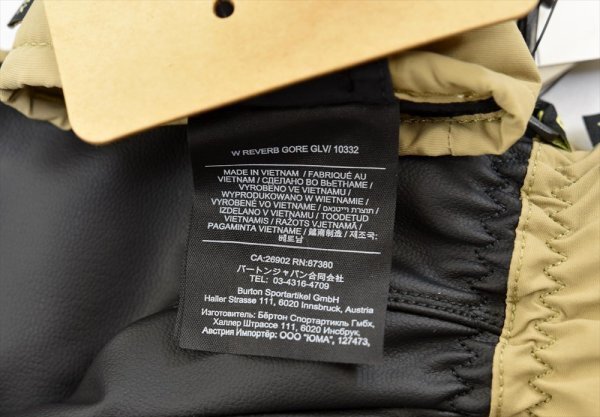 W REVERB GORE GLV/ 10332
MADE IN VIETNAM / FABRIQUÉ AU
VIETNAM / СДЕЛАНО ВО ВЬЕТНАМЕ /
VYROBENO VE VIETNAMU /
WYPRODUKOWANO W WIETNAMIE /
VYROBENÉ VO VIETNAME / תוצרת וייטנאם /
IZDELANO V VIETNAMU / TOODETUD
VIETNAMIS / RAŽOTS VJETNAMĀ /
PAGAMINTA VIETNAME / 越南制造 / 제조국:
베트남
CA:26902 RN:87380
バートンジャパン合同会社
TEL: 03-4316-4709
Burton Sportartikel GmbH
Haller Strasse 111, 6020 Innsbruck, Austria
Изготовитель: Бёртон Спортартикль Гмбх,
Халлер Штрассе 111, 6020 Инсбрук,
Австрия Импортер: ООО "ЮМА", 127473,